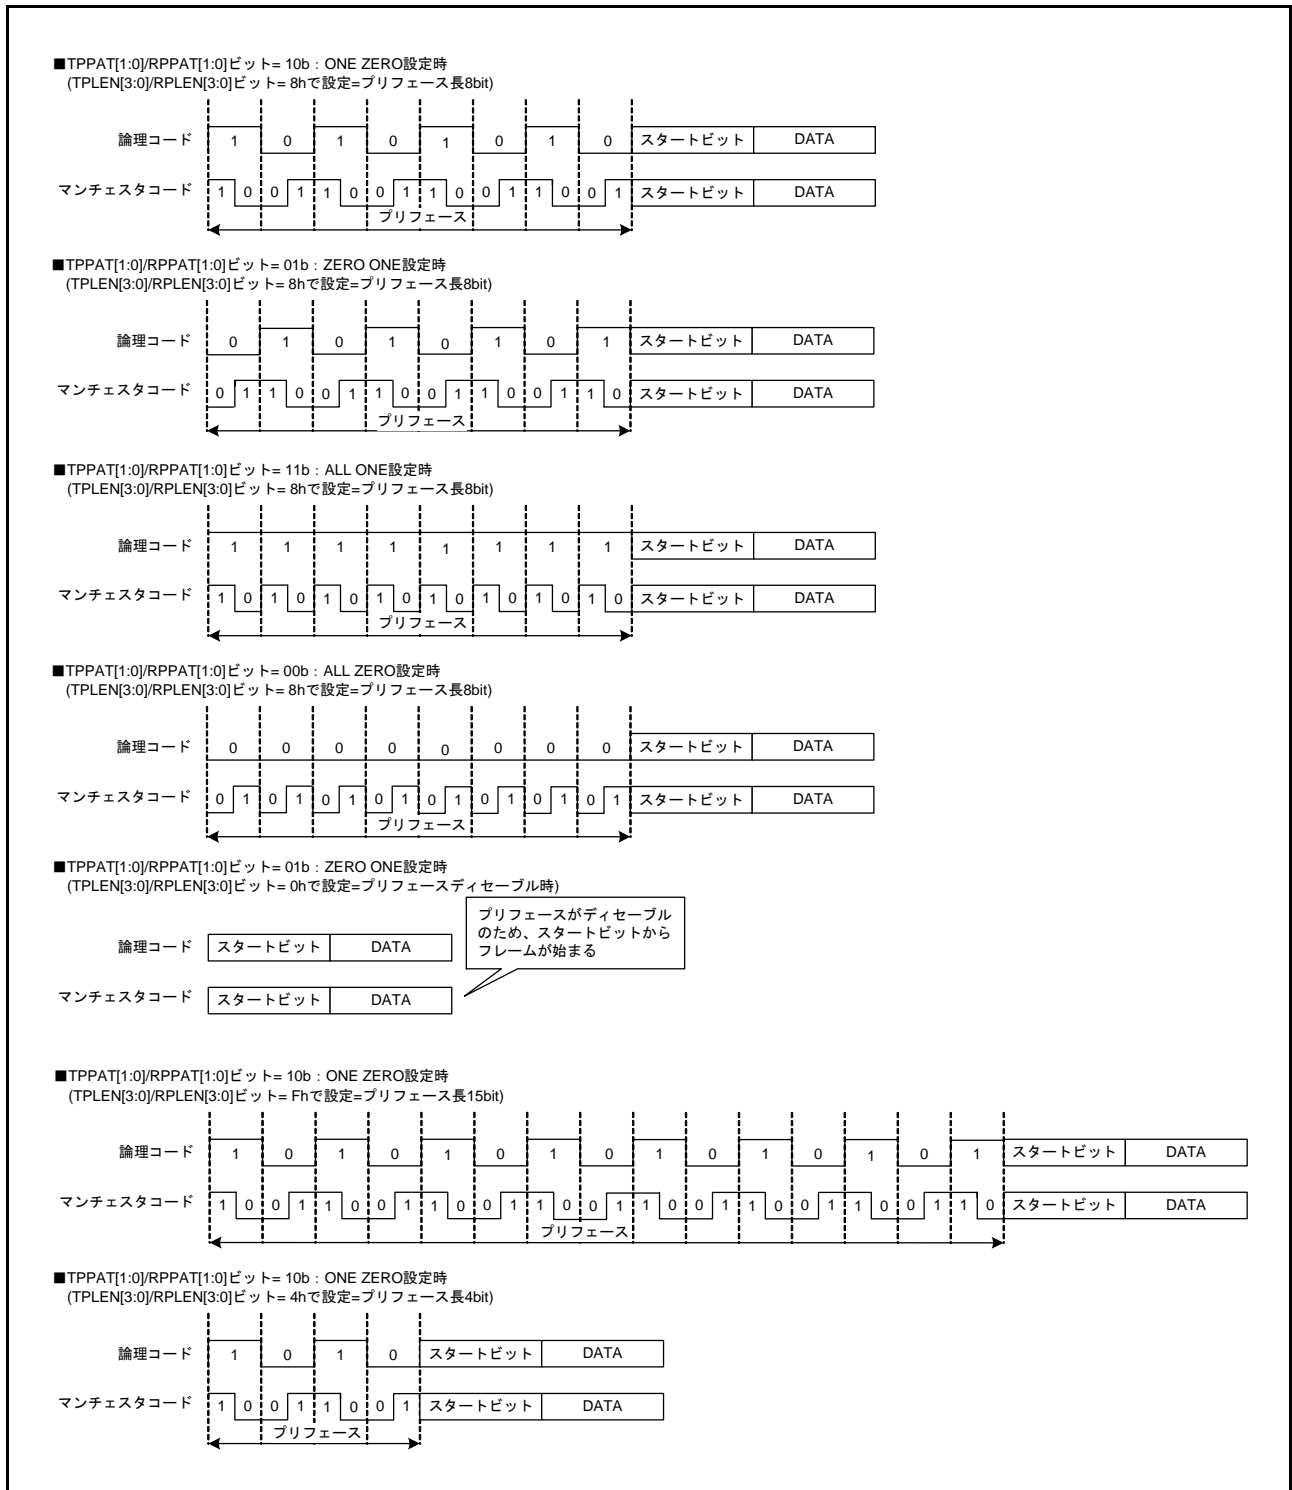 ■TPPAT[1:0]/RPPAT[1:0]ビット= 10b : ONE ZERO設定時
(TPLEN[3:0]/RPLEN[3:0]ビット= 8hで設定=プリフェース長8bit)
論理コード 1 0 1 0 1 0 1 0 スタートビット DATA
マンチェスタコード 1 0 0 1 1 0 0 1 1 0 0 1 1 0 0 1 スタートビット DATA
プリフェース
■TPPAT[1:0]/RPPAT[1:0]ビット= 01b : ZERO ONE設定時
(TPLEN[3:0]/RPLEN[3:0]ビット= 8hで設定=プリフェース長8bit)
論理コード 0 1 0 1 0 1 0 1 スタートビット DATA
マンチェスタコード 0 1 1 0 0 1 1 0 0 1 1 0 0 1 1 0 スタートビット DATA
プリフェース
■TPPAT[1:0]/RPPAT[1:0]ビット= 11b : ALL ONE設定時
(TPLEN[3:0]/RPLEN[3:0]ビット= 8hで設定=プリフェース長8bit)
論理コード 1 1 1 1 1 1 1 1 スタートビット DATA
マンチェスタコード 1 0 1 0 1 0 1 0 1 0 1 0 1 0 1 0 スタートビット DATA
プリフェース
■TPPAT[1:0]/RPPAT[1:0]ビット= 00b : ALL ZERO設定時
(TPLEN[3:0]/RPLEN[3:0]ビット= 8hで設定=プリフェース長8bit)
論理コード 0 0 0 0 0 0 0 0 スタートビット DATA
マンチェスタコード 0 1 0 1 0 1 0 1 0 1 0 1 0 1 0 1 スタートビット DATA
プリフェース
■TPPAT[1:0]/RPPAT[1:0]ビット= 01b : ZERO ONE設定時
(TPLEN[3:0]/RPLEN[3:0]ビット= 0hで設定=プリフェースディセーブル時)
プリフェースがディセーブル
のため、スタートビットから
フレームが始まる
論理コード スタートビット DATA
マンチェスタコード スタートビット DATA
■TPPAT[1:0]/RPPAT[1:0]ビット= 10b : ONE ZERO設定時
(TPLEN[3:0]/RPLEN[3:0]ビット= Fhで設定=プリフェース長15bit)
論理コード 1 0 1 0 1 0 1 0 1 0 1 0 1 0 1 スタートビット DATA
マンチェスタコード 1 0 0 1 1 0 0 1 1 0 0 1 1 0 0 1 1 0 0 1 1 0 0 1 1 0 0 1 1 0 スタートビット DATA
プリフェース
■TPPAT[1:0]/RPPAT[1:0]ビット= 10b : ONE ZERO設定時
(TPLEN[3:0]/RPLEN[3:0]ビット= 4hで設定=プリフェース長4bit)
論理コード 1 0 1 0 スタートビット DATA
マンチェスタコード 1 0 0 1 1 0 0 1 スタートビット DATA
プリフェース